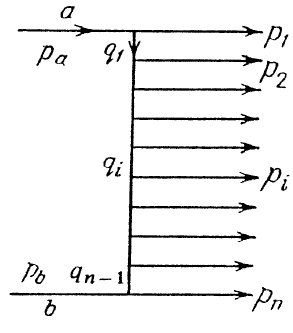 a
p_a q_1 p_1
p_2
q_i p_i
p_b q_{n-1} p_n
b